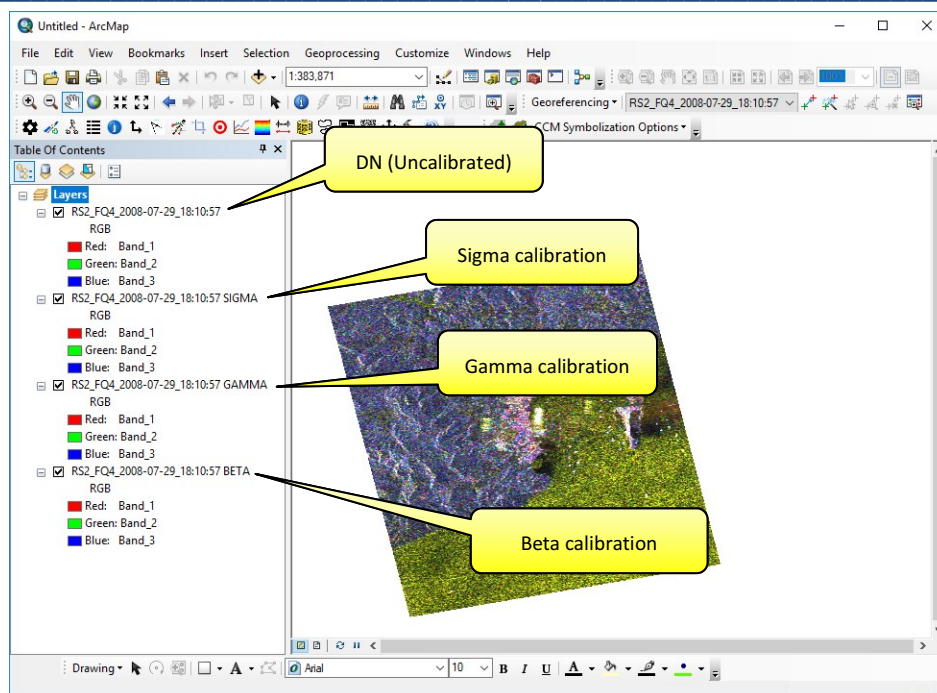 Untitled - ArcMap
File Edit View Bookmarks Insert Selection Geoprocessing Customize Windows Help
1:383,871
100%
Georeferencing
RS2_FQ4_2008-07-29_18:10:57
CCM Symbolization Options
Table Of Contents
DN (Uncalibrated)
Layers
RS2_FQ4_2008-07-29_18:10:57
RGB
Red: Band_1
Green: Band_2
Blue: Band_3
Sigma calibration
RS2_FQ4_2008-07-29_18:10:57 SIGMA
RGB
Red: Band_1
Green: Band_2
Blue: Band_3
Gamma calibration
RS2_FQ4_2008-07-29_18:10:57 GAMMA
RGB
Red: Band_1
Green: Band_2
Blue: Band_3
RS2_FQ4_2008-07-29_18:10:57 BETA
RGB
Red: Band_1
Green: Band_2
Blue: Band_3
Beta calibration
Drawing
A
Arial
10
B I U A